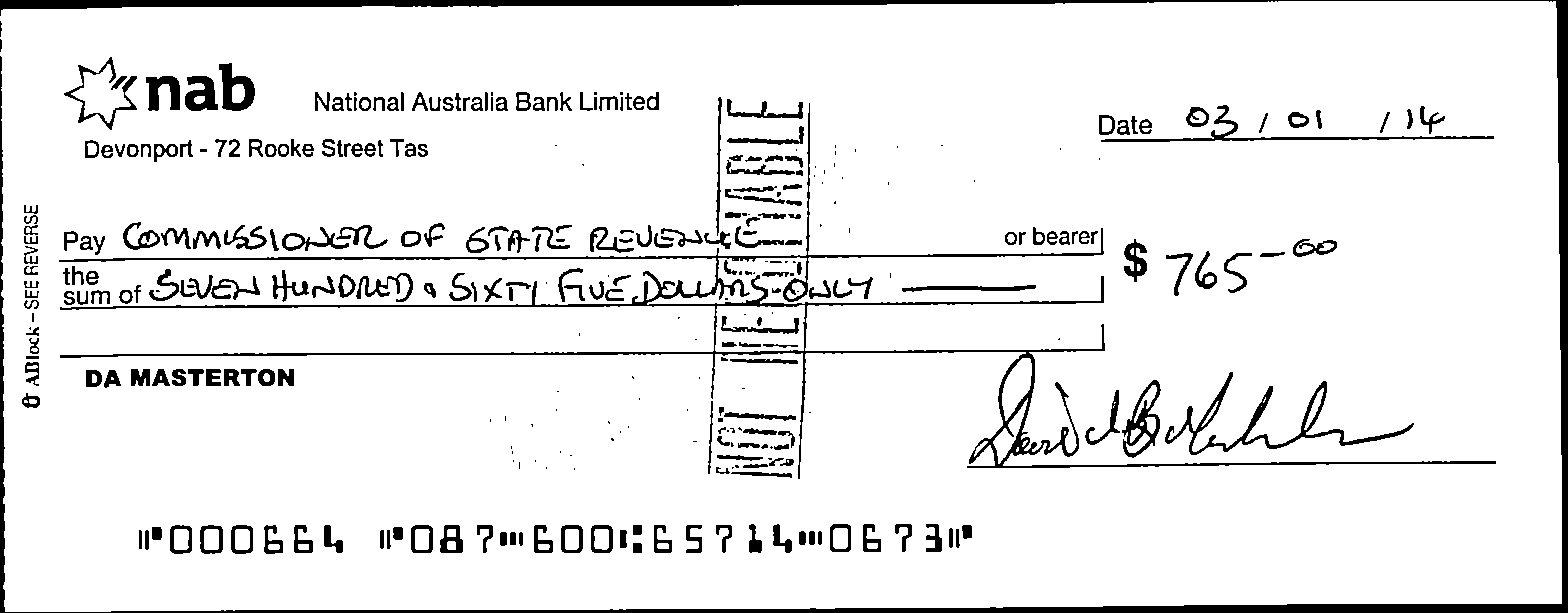 nab
National Australia Bank Limited
Devonport - 72 Rooke Street Tas
Date 03 / 01 / 14
Pay COMMISSIONER OF STATE REVENUE or bearer
the sum of SEVEN HUNDRED & SIXTY FIVE DOLLARS ONLY
$ 765-00
DA MASTERTON
NOT NEGOTIABLE
ABlock – SEE REVERSE
000664 087 600 65714 0673